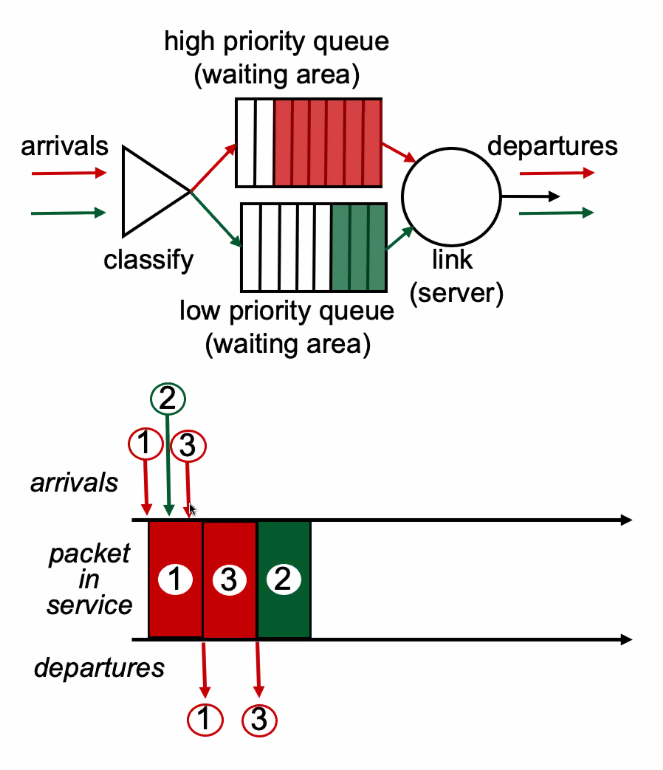 high priority queue
(waiting area)
arrivals
departures
classify
link
(server)
low priority queue
(waiting area)
2
1
3
arrivals
packet
in
service
1
3
2
departures
1
3